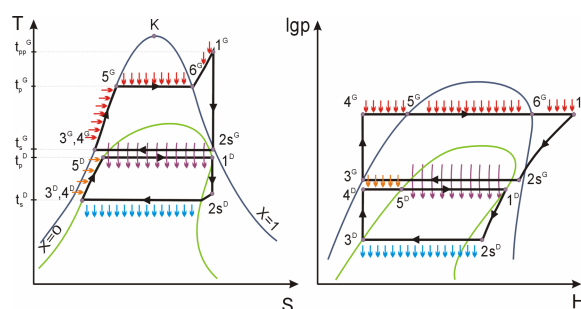 T
K
t_pp^G
1^G
5^G
6^G
t_p^G
3^G,4^G
t_s^G
2s^G
t_p^D
5^D
1^D
3^D,4^D
t_s^D
2s^D
X=0
X=1
S
lgp
4^G
5^G
6^G
1
3^G
2s^G
4^D
5^D
1^D
3^D
2s^D
H